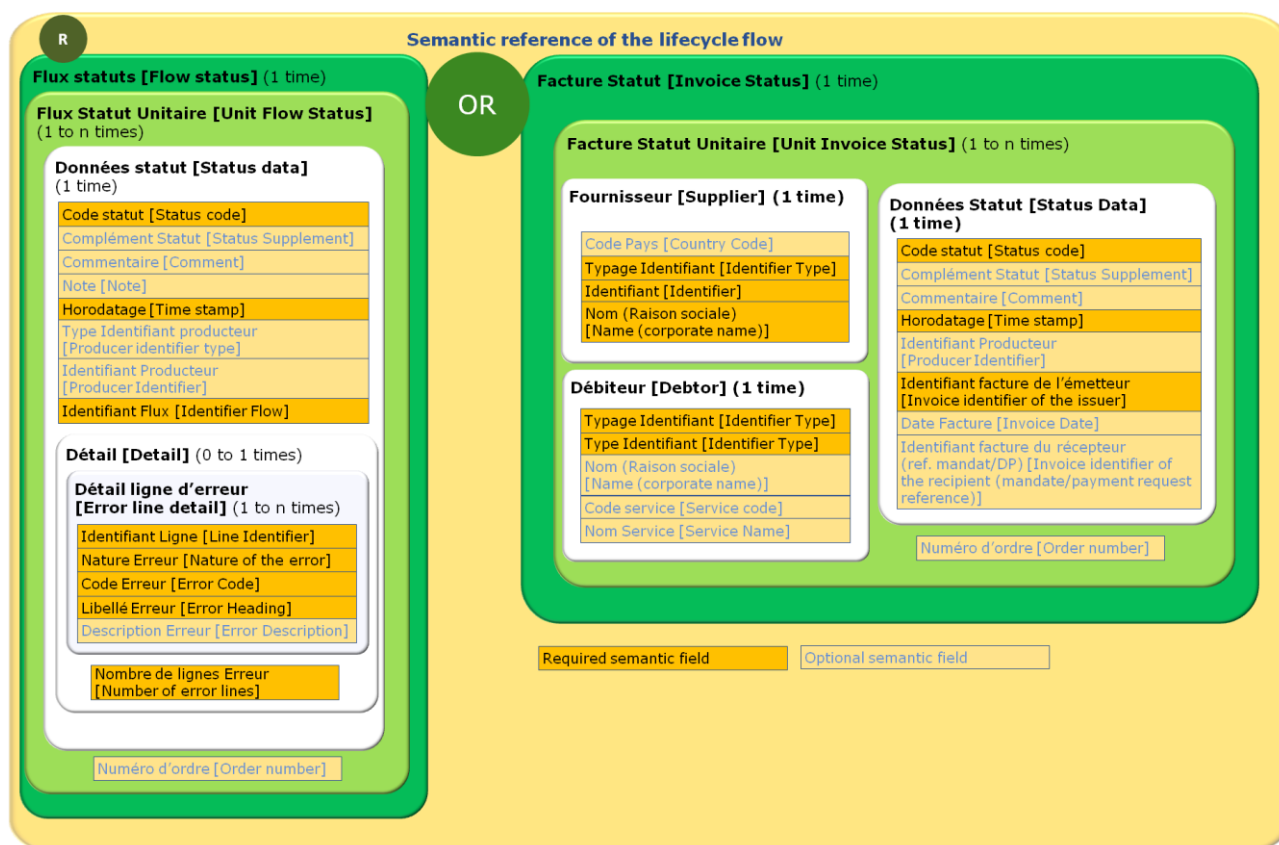 R
Semantic reference of the lifecycle flow
Flux statuts [Flow status] (1 time)
Flux Statut Unitaire [Unit Flow Status]
(1 to n times)
Données statut [Status data]
(1 time)
Code statut [Status code]
Complément Statut [Status Supplement]
Commentaire [Comment]
Note [Note]
Horodatage [Time stamp]
Type Identifiant producteur
[Producer identifier type]
Identifiant Producteur
[Producer Identifier]
Identifiant Flux [Identifier Flow]
Détail [Detail] (0 to 1 times)
Détail ligne d'erreur
[Error line detail] (1 to n times)
Identifiant Ligne [Line Identifier]
Nature Erreur [Nature of the error]
Code Erreur [Error Code]
Libellé Erreur [Error Heading]
Description Erreur [Error Description]
Nombre de lignes Erreur
[Number of error lines]
Numéro d'ordre [Order number]
OR
Facture Statut [Invoice Status] (1 time)
Facture Statut Unitaire [Unit Invoice Status] (1 to n times)
Fournisseur [Supplier] (1 time)
Code Pays [Country Code]
Typage Identifiant [Identifier Type]
Identifiant [Identifier]
Nom (Raison sociale)
[Name (corporate name)]
Débiteur [Debtor] (1 time)
Typage Identifiant [Identifier Type]
Type Identifiant [Identifier Type]
Nom (Raison sociale)
[Name (corporate name)]
Code service [Service code]
Nom Service [Service Name]
Données Statut [Status Data]
(1 time)
Code statut [Status code]
Complément Statut [Status Supplement]
Commentaire [Comment]
Horodatage [Time stamp]
Identifiant Producteur
[Producer Identifier]
Identifiant facture de l'émetteur
[Invoice identifier of the issuer]
Date Facture [Invoice Date]
Identifiant facture du récepteur
(ref. mandat/DP) [Invoice identifier of
the recipient (mandate/payment request
reference)]
Numéro d'ordre [Order number]
Required semantic field
Optional semantic field